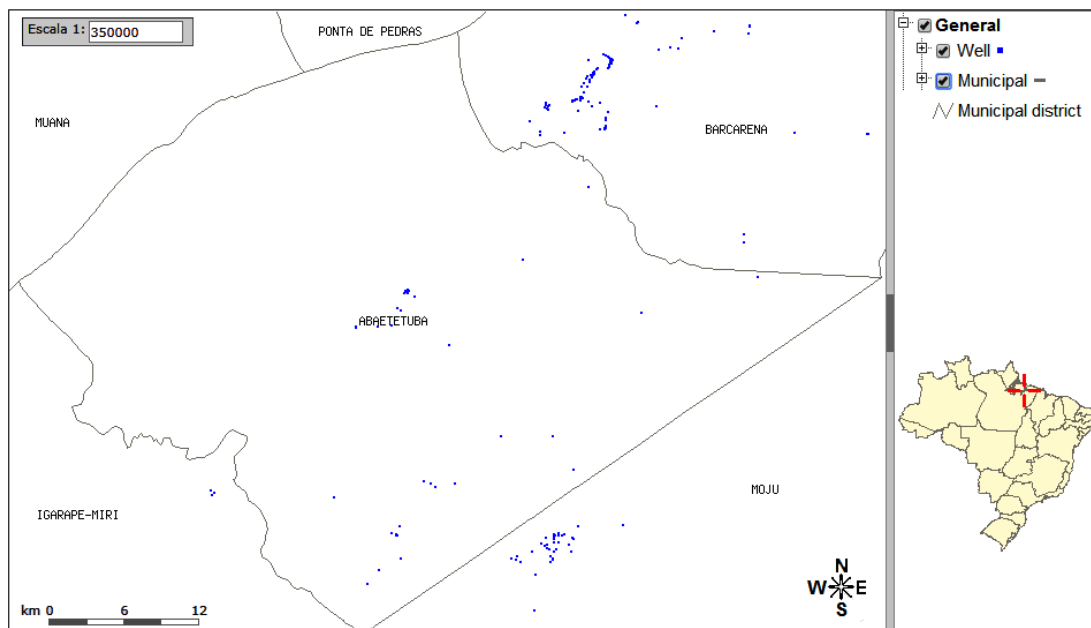 Escala 1: 350000
PONTA DE PEDRAS
MUANA
BARCARENA
ABAETETUBA
IGARAPE-MIRI
MOJU
km 0 6 12
N
W E
S
General
Well
Municipal
Municipal district